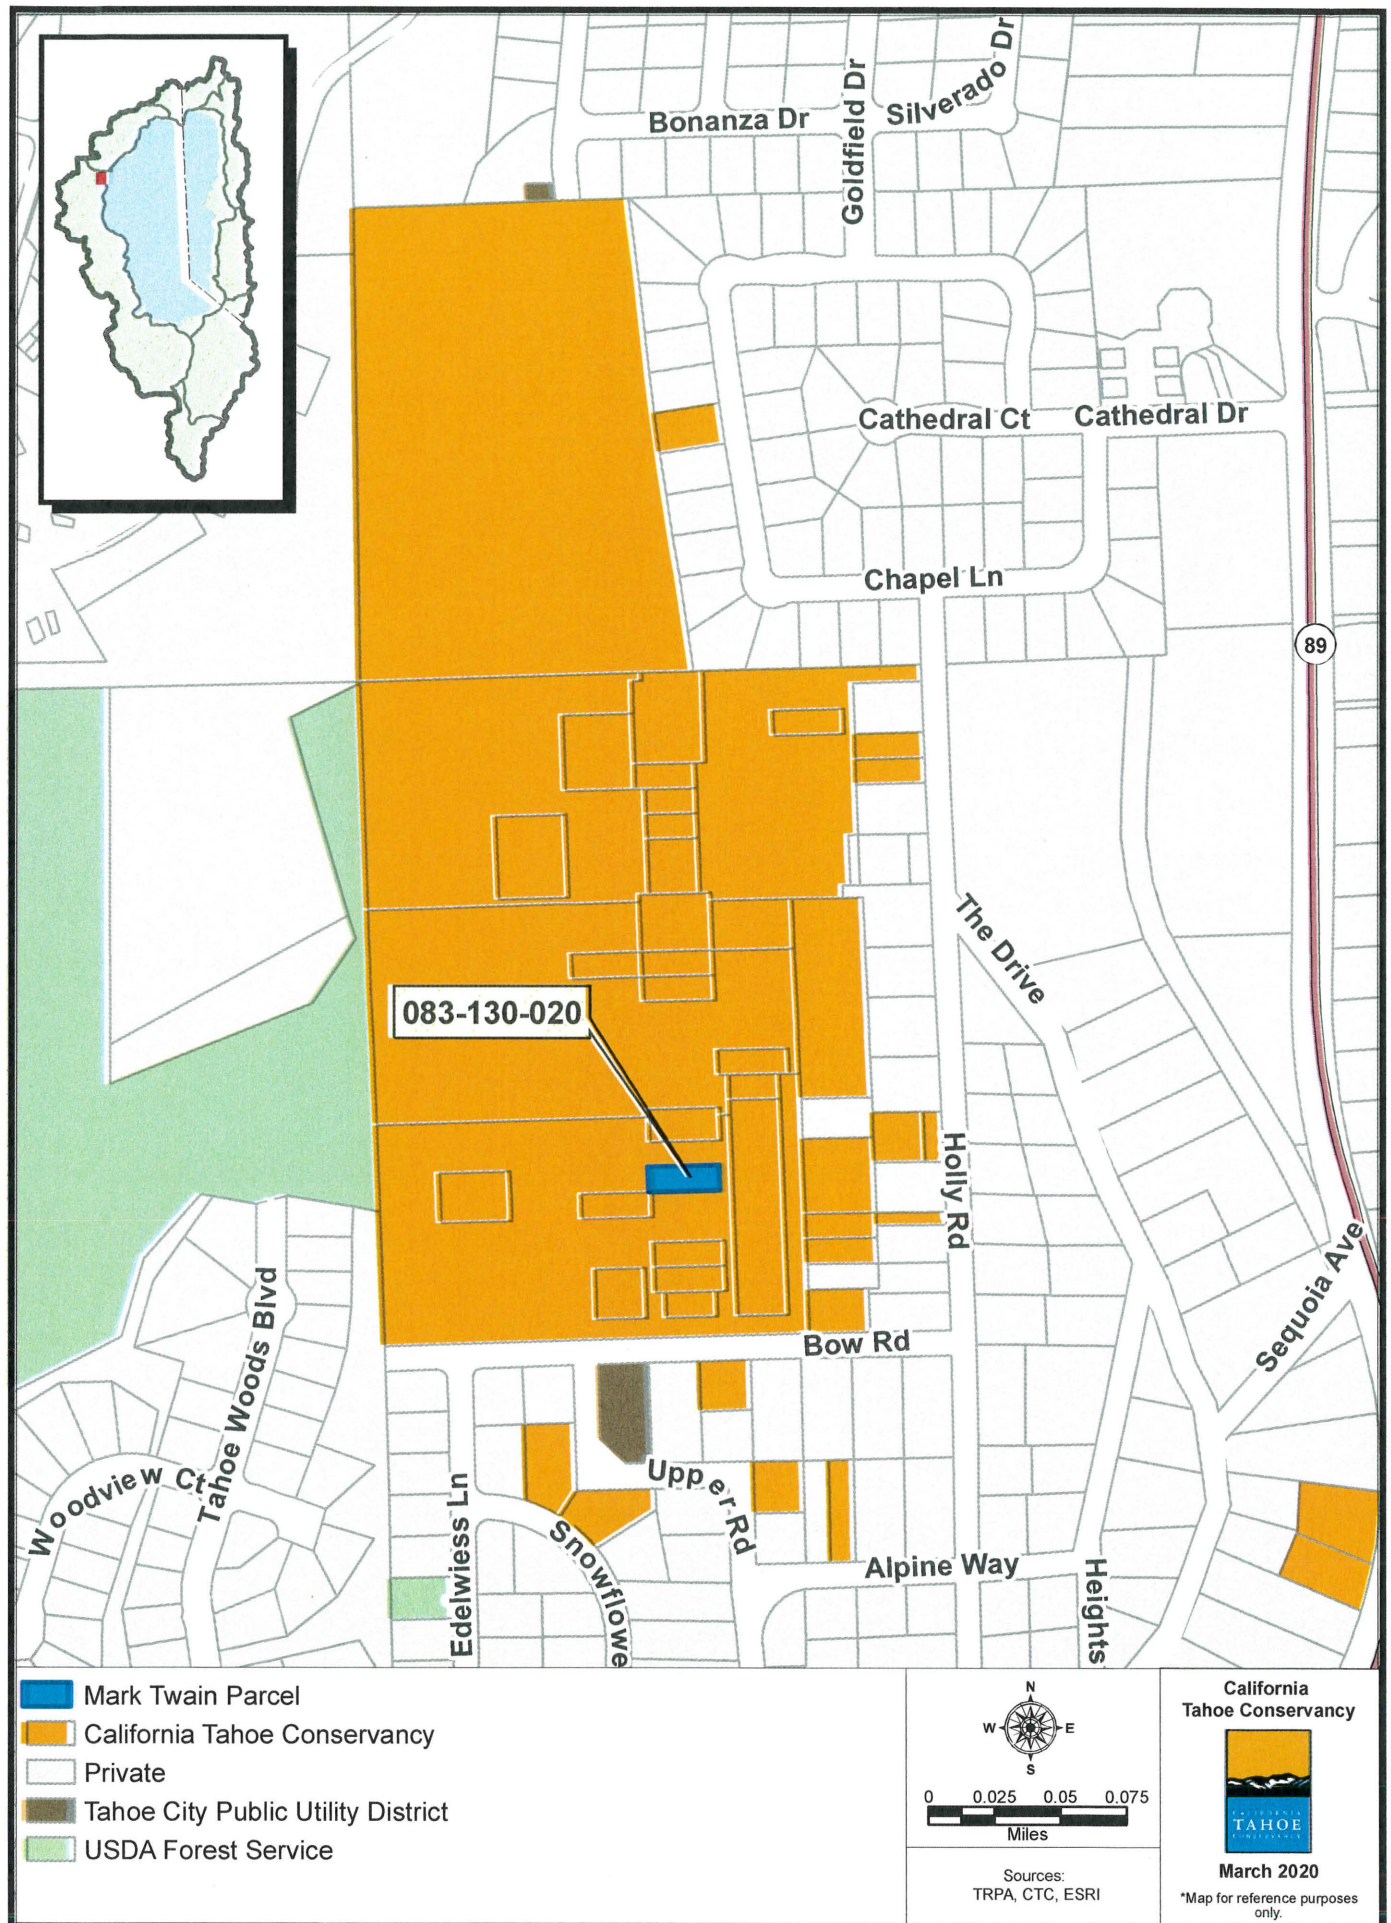 Bonanza Dr
Goldfield Dr
Silverado Dr
Cathedral Ct
Cathedral Dr
Chapel Ln
89
The Drive
083-130-020
Holly Rd
Sequoia Ave
Bow Rd
Tahoe Woods Blvd
Woodview Ct
Upper Rd
Edelwiess Ln
Snowflowe
Alpine Way
Heights
Mark Twain Parcel
California Tahoe Conservancy
Private
Tahoe City Public Utility District
USDA Forest Service
N
W E
S
0 0.025 0.05 0.075
Miles
Sources:
TRPA, CTC, ESRI
California
Tahoe Conservancy
CALIFORNIA
TAHOE
CONSERVANCY
March 2020
*Map for reference purposes
only.